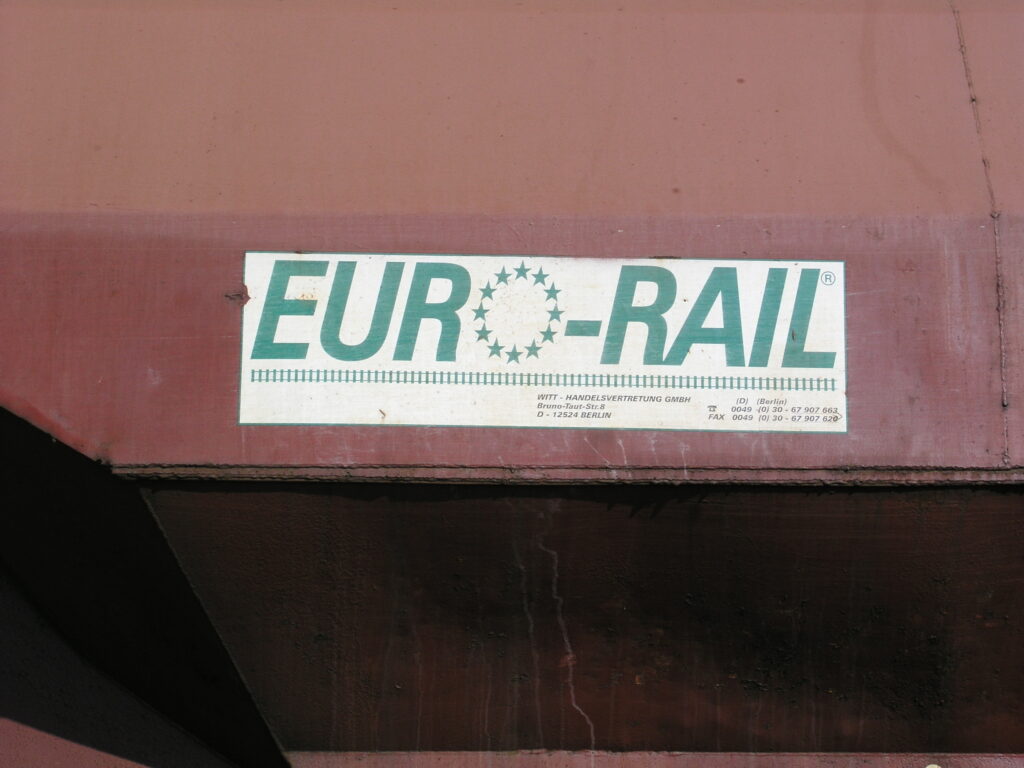 EURO-RAIL®
WITT - HANDELSVERTRETUNG GMBH
Bruno-Taut-Str.8
D - 12524 BERLIN
(D) (Berlin)
0049 (0) 30 - 67 907 663
FAX 0049 (0) 30 - 67 907 620